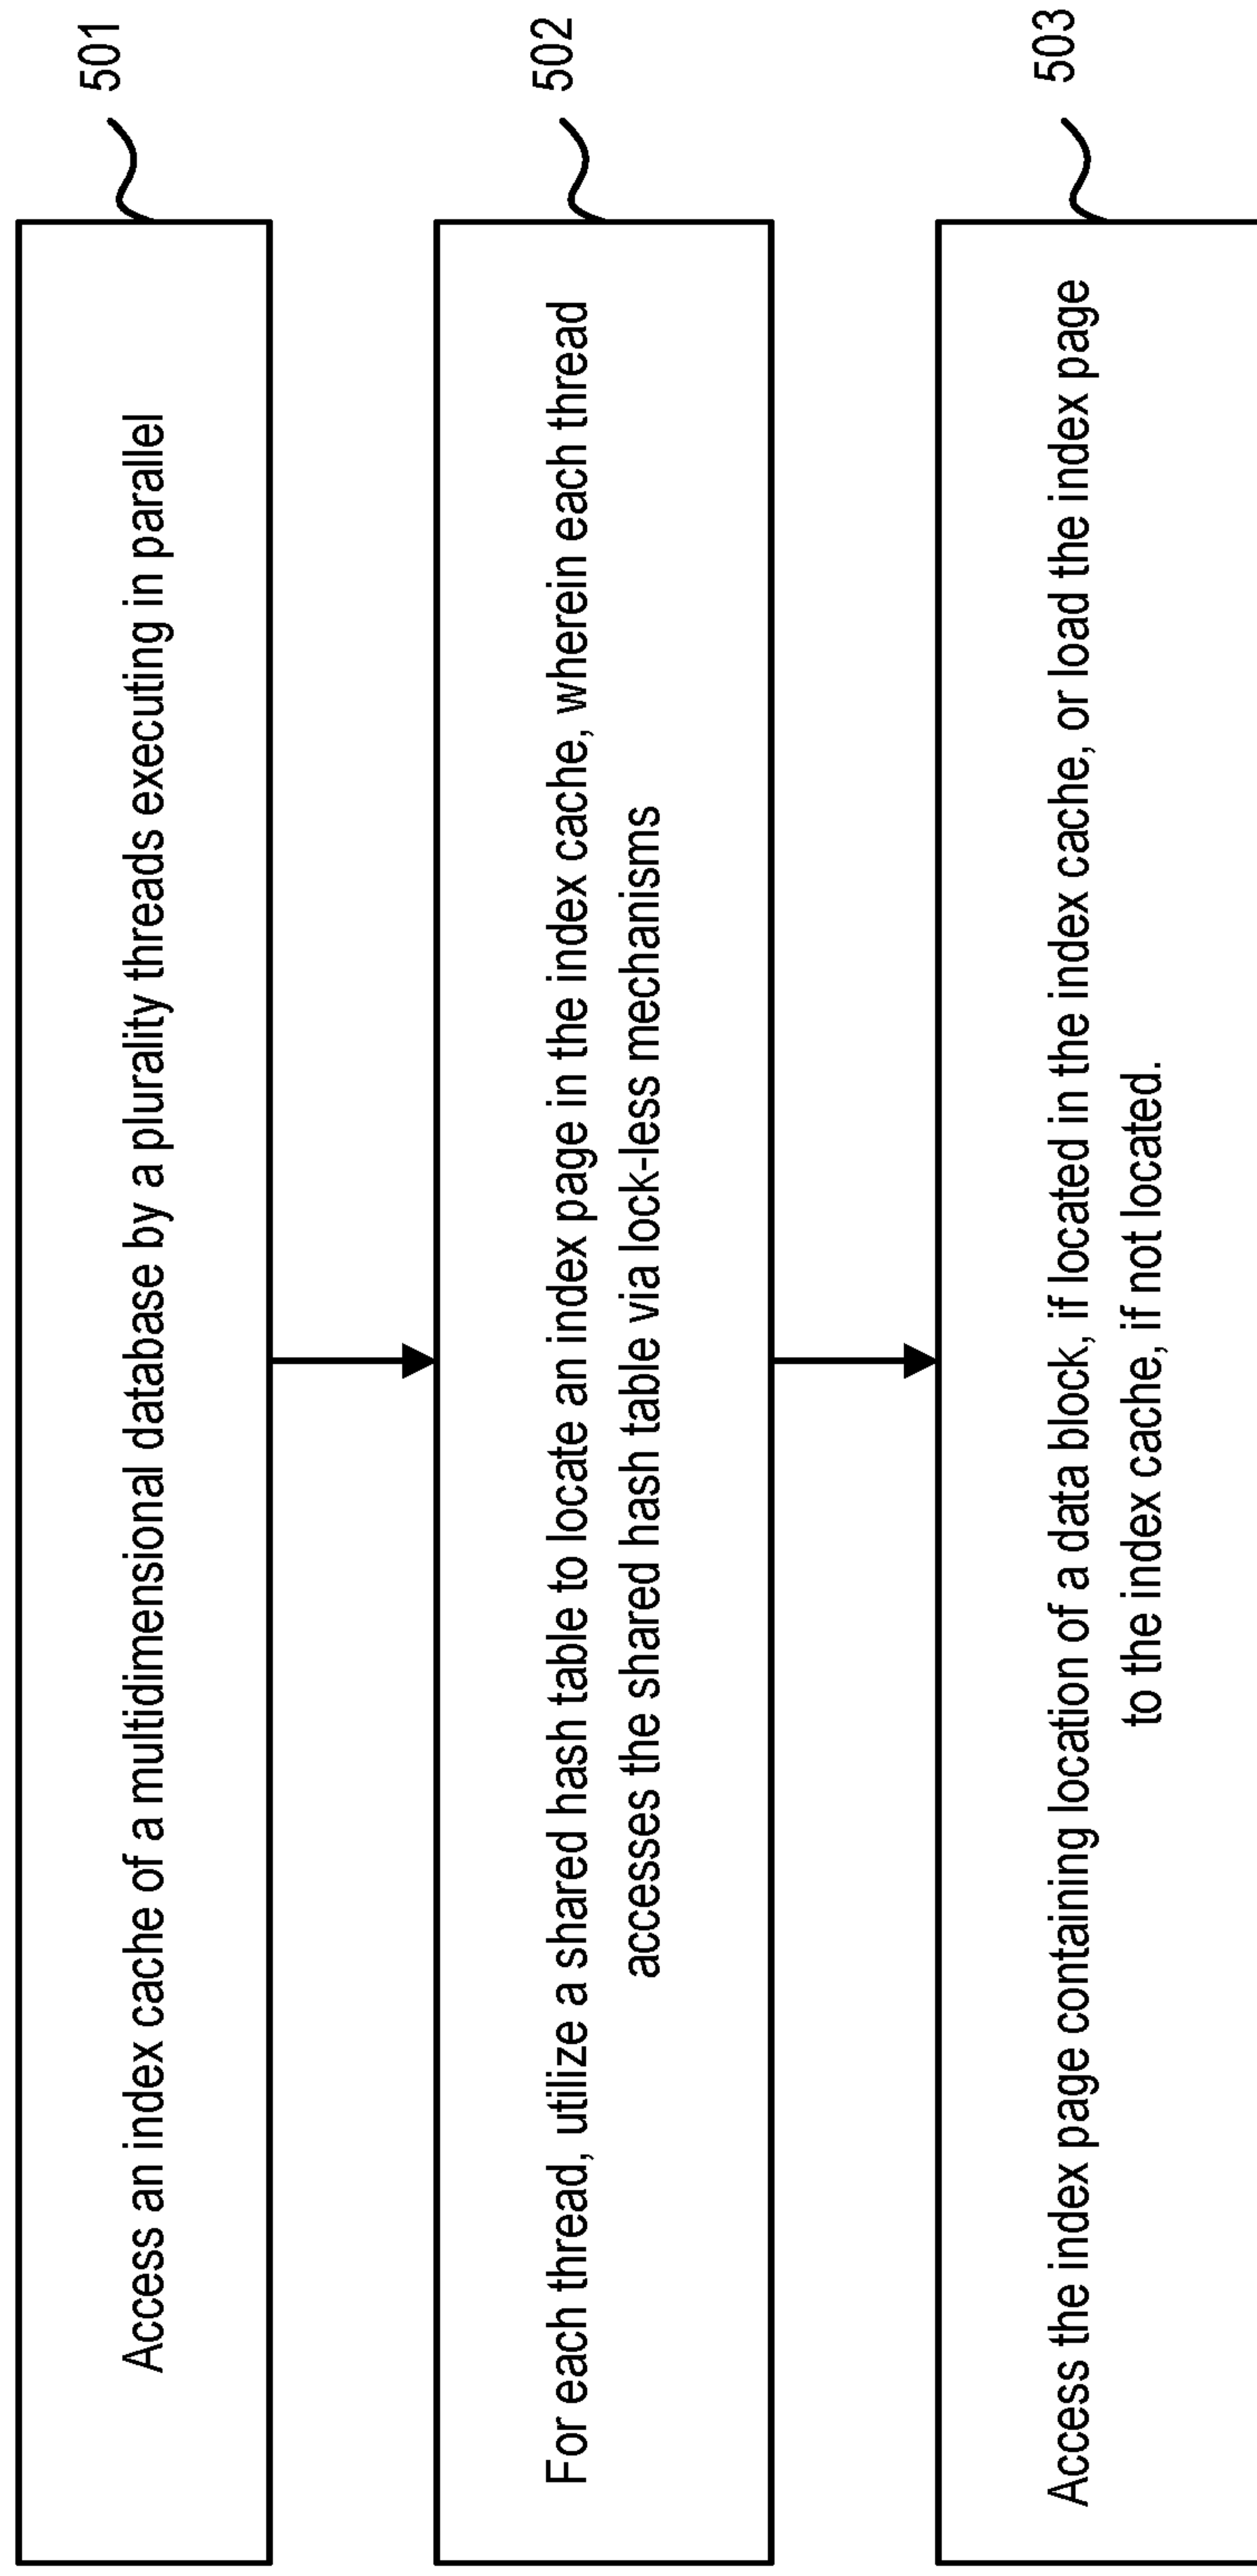 Access an index cache of a multidimensional database by a plurality threads executing in parallel
501
For each thread, utilize a shared hash table to locate an index page in the index cache, wherein each thread
accesses the shared hash table via lock-less mechanisms
502
Access the index page containing location of a data block, if located in the index cache, or load the index page
to the index cache, if not located.
503